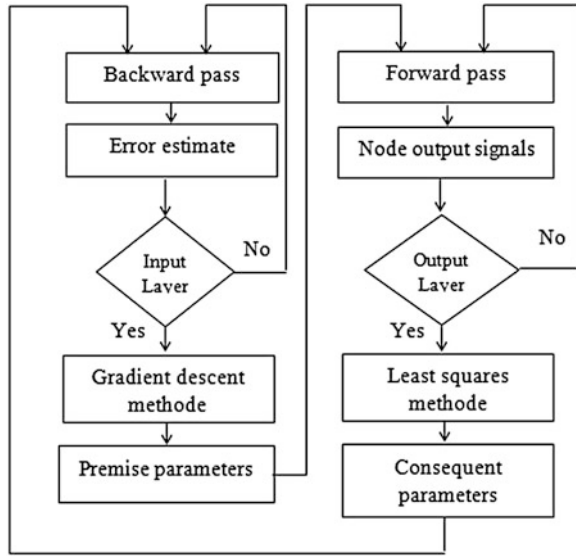 Backward pass
Error estimate
Input
Layer
No
Yes
Gradient descent
methode
Premise parameters
Forward pass
Node output signals
Output
Layer
No
Yes
Least squares
methode
Consequent
parameters